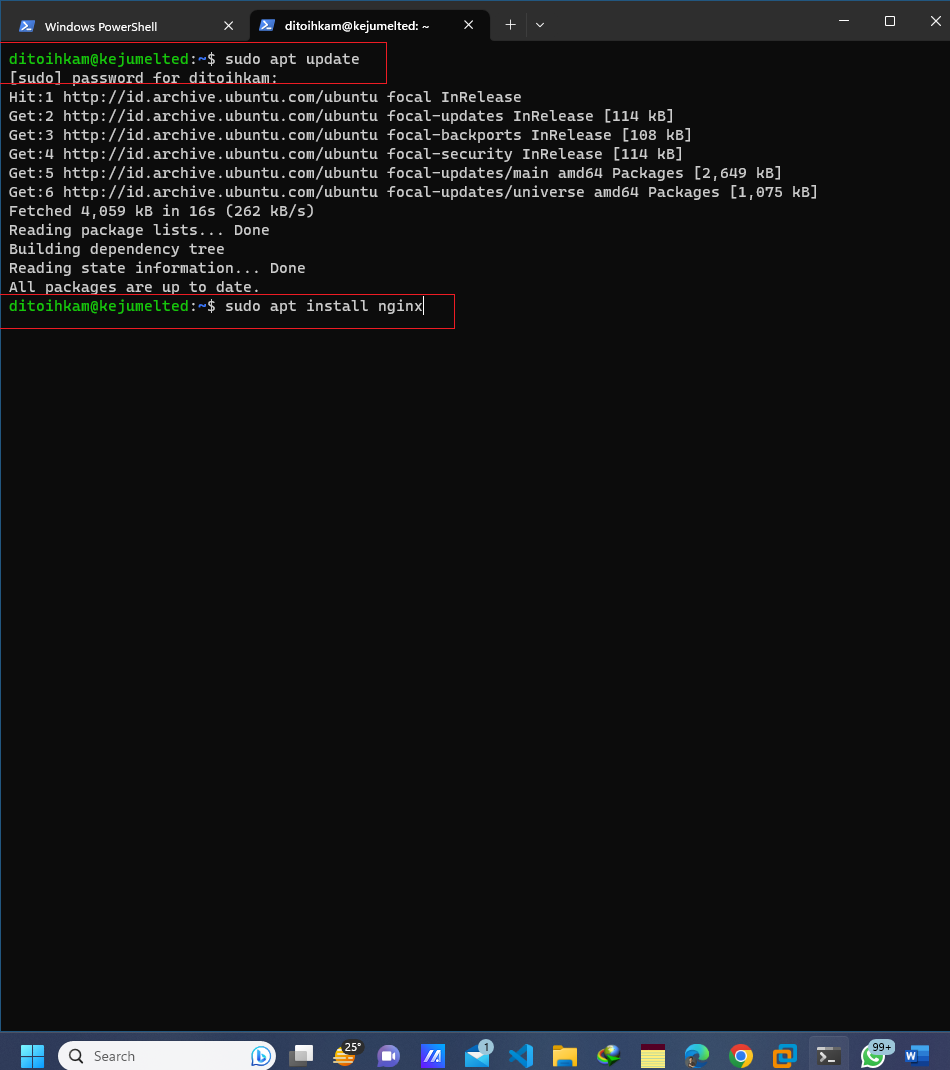 Windows PowerShell
ditoihkam@kejumelted: ~
ditoihkam@kejumelted:~$ sudo apt update
[sudo] password for ditoihkam:
Hit:1 http://id.archive.ubuntu.com/ubuntu focal InRelease
Get:2 http://id.archive.ubuntu.com/ubuntu focal-updates InRelease [114 kB]
Get:3 http://id.archive.ubuntu.com/ubuntu focal-backports InRelease [108 kB]
Get:4 http://id.archive.ubuntu.com/ubuntu focal-security InRelease [114 kB]
Get:5 http://id.archive.ubuntu.com/ubuntu focal-updates/main amd64 Packages [2,649 kB]
Get:6 http://id.archive.ubuntu.com/ubuntu focal-updates/universe amd64 Packages [1,075 kB]
Fetched 4,059 kB in 16s (262 kB/s)
Reading package lists... Done
Building dependency tree
Reading state information... Done
All packages are up to date.
ditoihkam@kejumelted:~$ sudo apt install nginx
Search
25°
1
99+